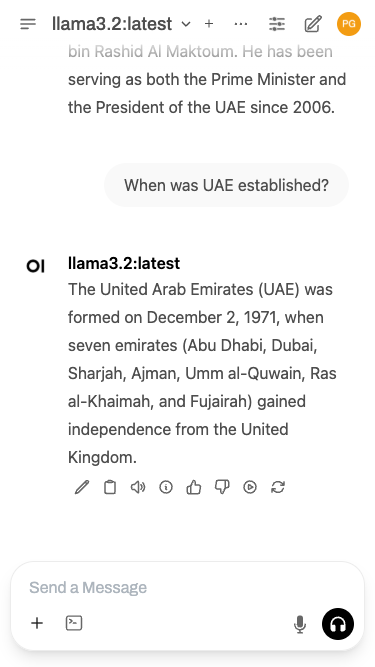 llama3.2:latest
PG
bin Rashid Al Maktoum. He has been
serving as both the Prime Minister and
the President of the UAE since 2006.
When was UAE established?
OI
llama3.2:latest
The United Arab Emirates (UAE) was
formed on December 2, 1971, when
seven emirates (Abu Dhabi, Dubai,
Sharjah, Ajman, Umm al-Quwain, Ras
al-Khaimah, and Fujairah) gained
independence from the United
Kingdom.
Send a Message